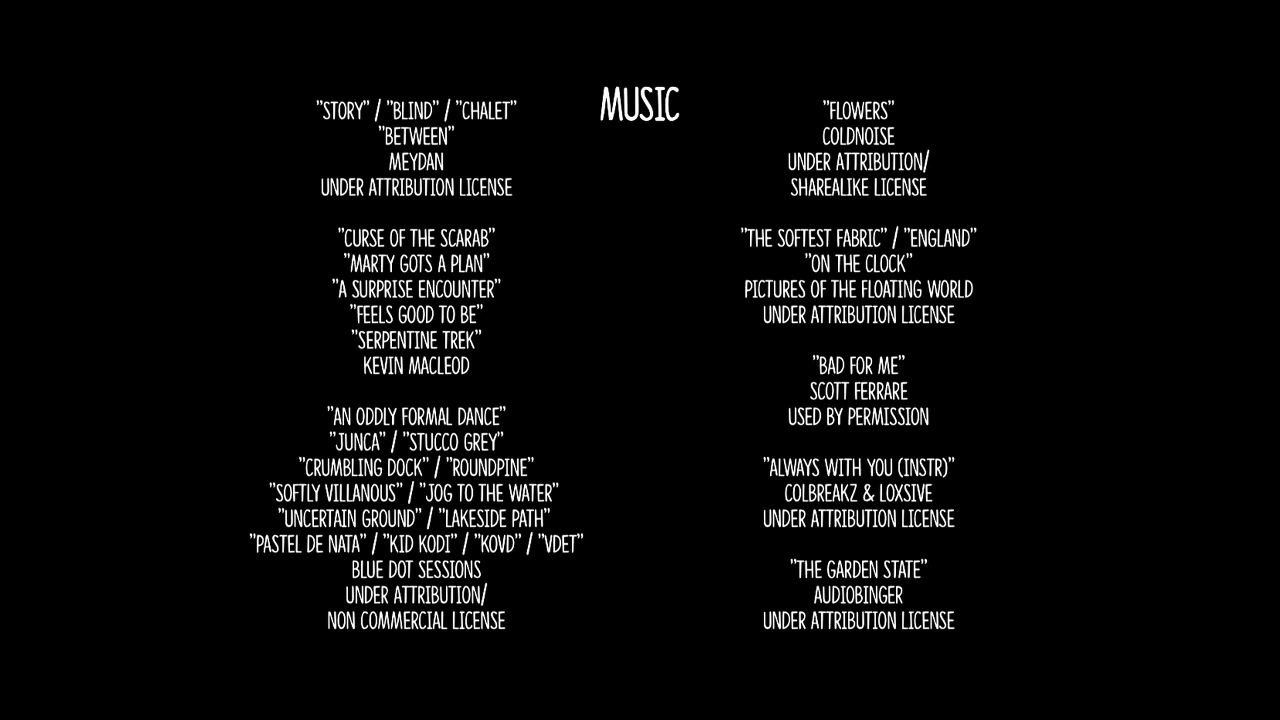 MUSIC
"STORY" / "BLIND" / "CHALET"
"BETWEEN"
MEYDAN
UNDER ATTRIBUTION LICENSE
"CURSE OF THE SCARAB"
"MARTY GOTS A PLAN"
"A SURPRISE ENCOUNTER"
"FEELS GOOD TO BE"
"SERPENTINE TREK"
KEVIN MACLEOD
"AN ODDLY FORMAL DANCE"
"JUNCA" / "STUCCO GREY"
"CRUMBLING DOCK" / "ROUNDPINE"
"SOFTLY VILLANOUS" / "JOG TO THE WATER"
"UNCERTAIN GROUND" / "LAKESIDE PATH"
"PASTEL DE NATA" / "KID KODI" / "KOVD" / "VDET"
BLUE DOT SESSIONS
UNDER ATTRIBUTION/
NON COMMERCIAL LICENSE
"FLOWERS"
COLDNOISE
UNDER ATTRIBUTION/
SHAREALIKE LICENSE
"THE SOFTEST FABRIC" / "ENGLAND"
"ON THE CLOCK"
PICTURES OF THE FLOATING WORLD
UNDER ATTRIBUTION LICENSE
"BAD FOR ME"
SCOTT FERRARE
USED BY PERMISSION
"ALWAYS WITH YOU (INSTR)"
COLBREAKZ & LOXSIVE
UNDER ATTRIBUTION LICENSE
"THE GARDEN STATE"
AUDIOBINGER
UNDER ATTRIBUTION LICENSE